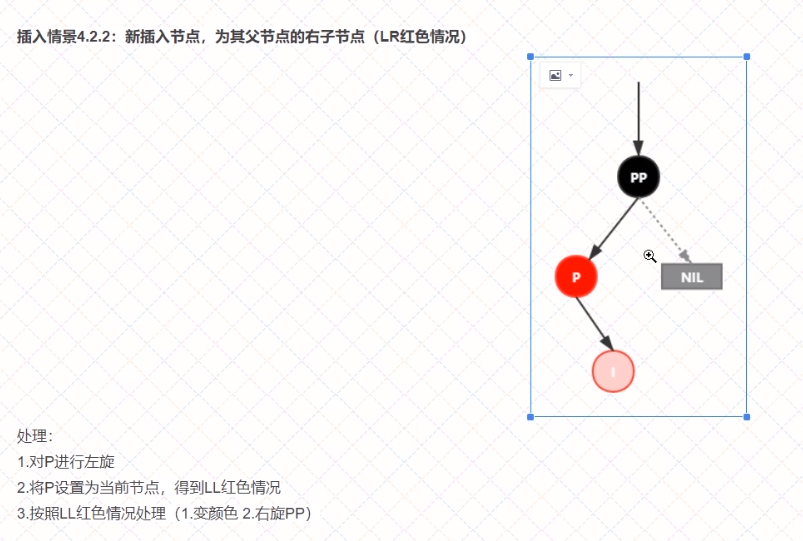 插入情景4.2.2：新插入节点，为其父节点的右子节点（LR红色情况）
PP
P
NIL
I
处理：
1.对P进行左旋
2.将P设置为当前节点，得到LL红色情况
3.按照LL红色情况处理（1.变颜色 2.右旋PP）